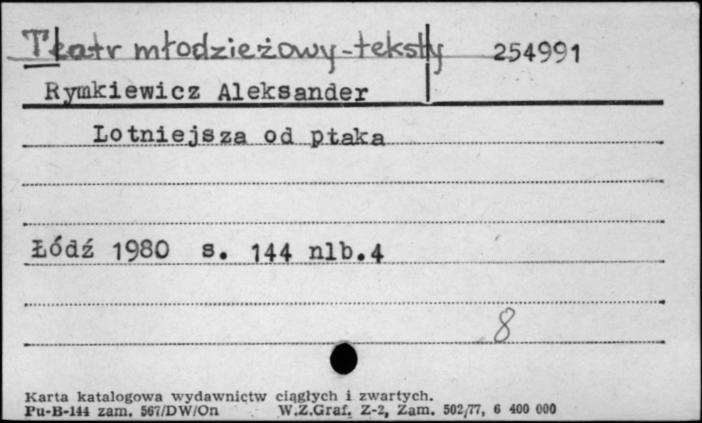 Teatr młodzieżowy-teksty 254991
Rymkiewicz Aleksander
Lotniejsza od ptaka
Łódź 1980 s. 144 nlb.4
8
Karta katalogowa wydawnictw ciągłych i zwartych.
Pu-B-144 zam. 567/DW/On W.Z.Graf. Z-2, Zam. 502/77, 6 400 000